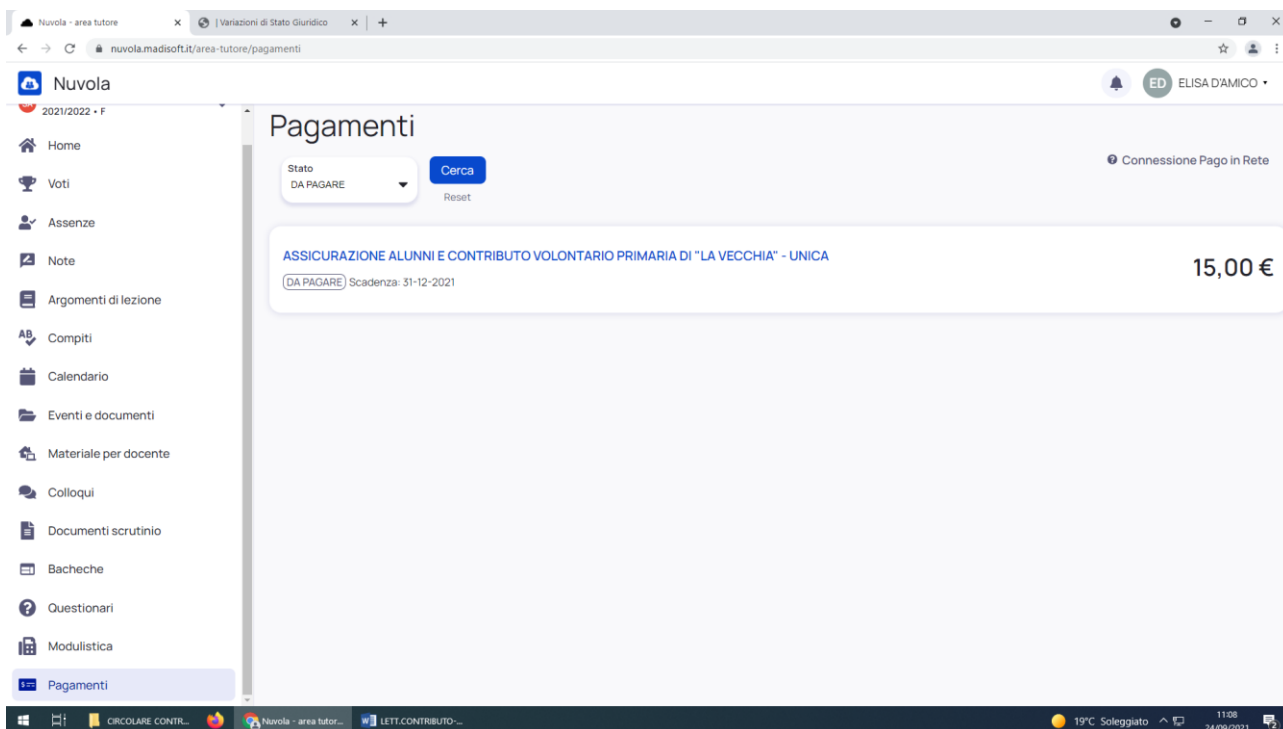 Nuvola - area tutore
| Variazioni di Stato Giuridico
nuvola.madisoft.it/area-tutore/pagamenti
Nuvola
ED ELISA D'AMICO
2021/2022 • F
Pagamenti
Home
Connessione Pago in Rete
Stato
DA PAGARE
Cerca
Reset
Voti
Assenze
Note
ASSICURAZIONE ALUNNI E CONTRIBUTO VOLONTARIO PRIMARIA DI "LA VECCHIA" - UNICA
DA PAGARE Scadenza: 31-12-2021
15,00 €
Argomenti di lezione
Compiti
Calendario
Eventi e documenti
Materiale per docente
Colloqui
Documenti scrutinio
Bacheche
Questionari
Modulistica
Pagamenti
CIRCOLARE CONTR...
Nuvola - area tutor...
LETT.CONTRIBUTO-...
19°C Soleggiato
11:08
24/09/2021